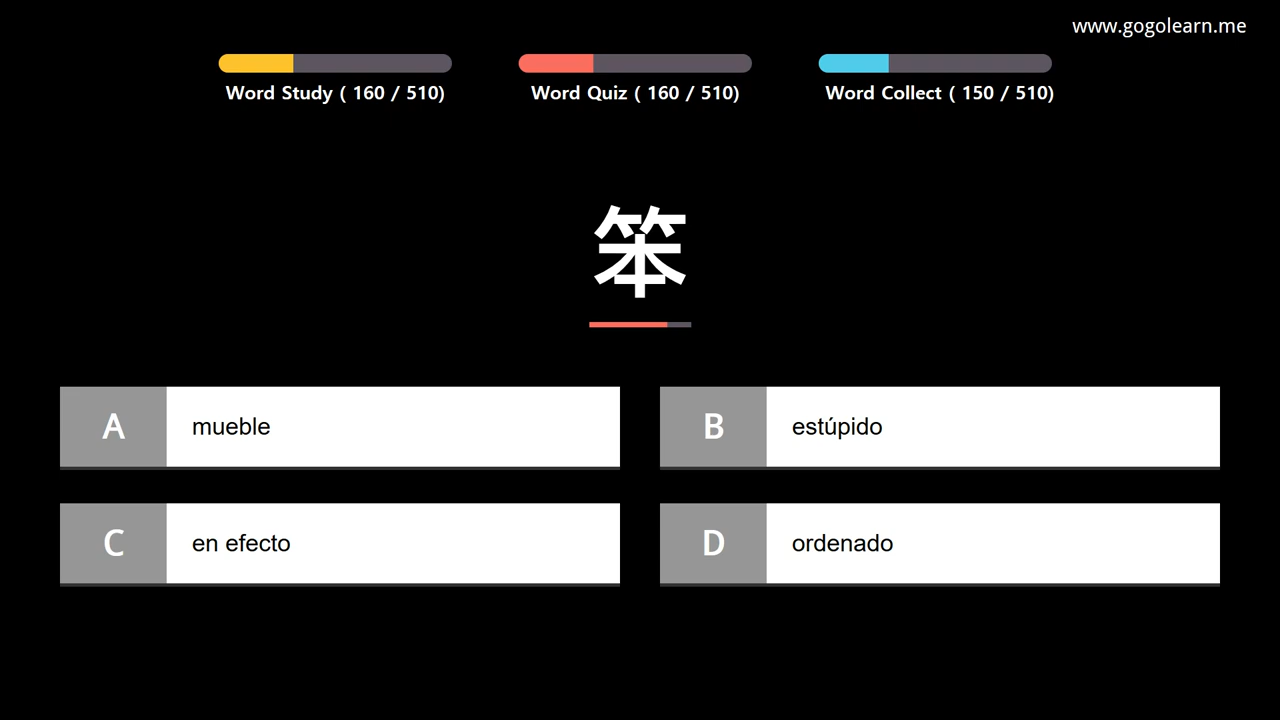 www.gogolearn.me
Word Study ( 160 / 510)
Word Quiz ( 160 / 510)
Word Collect ( 150 / 510)
笨
A
mueble
B
estúpido
C
en efecto
D
ordenado